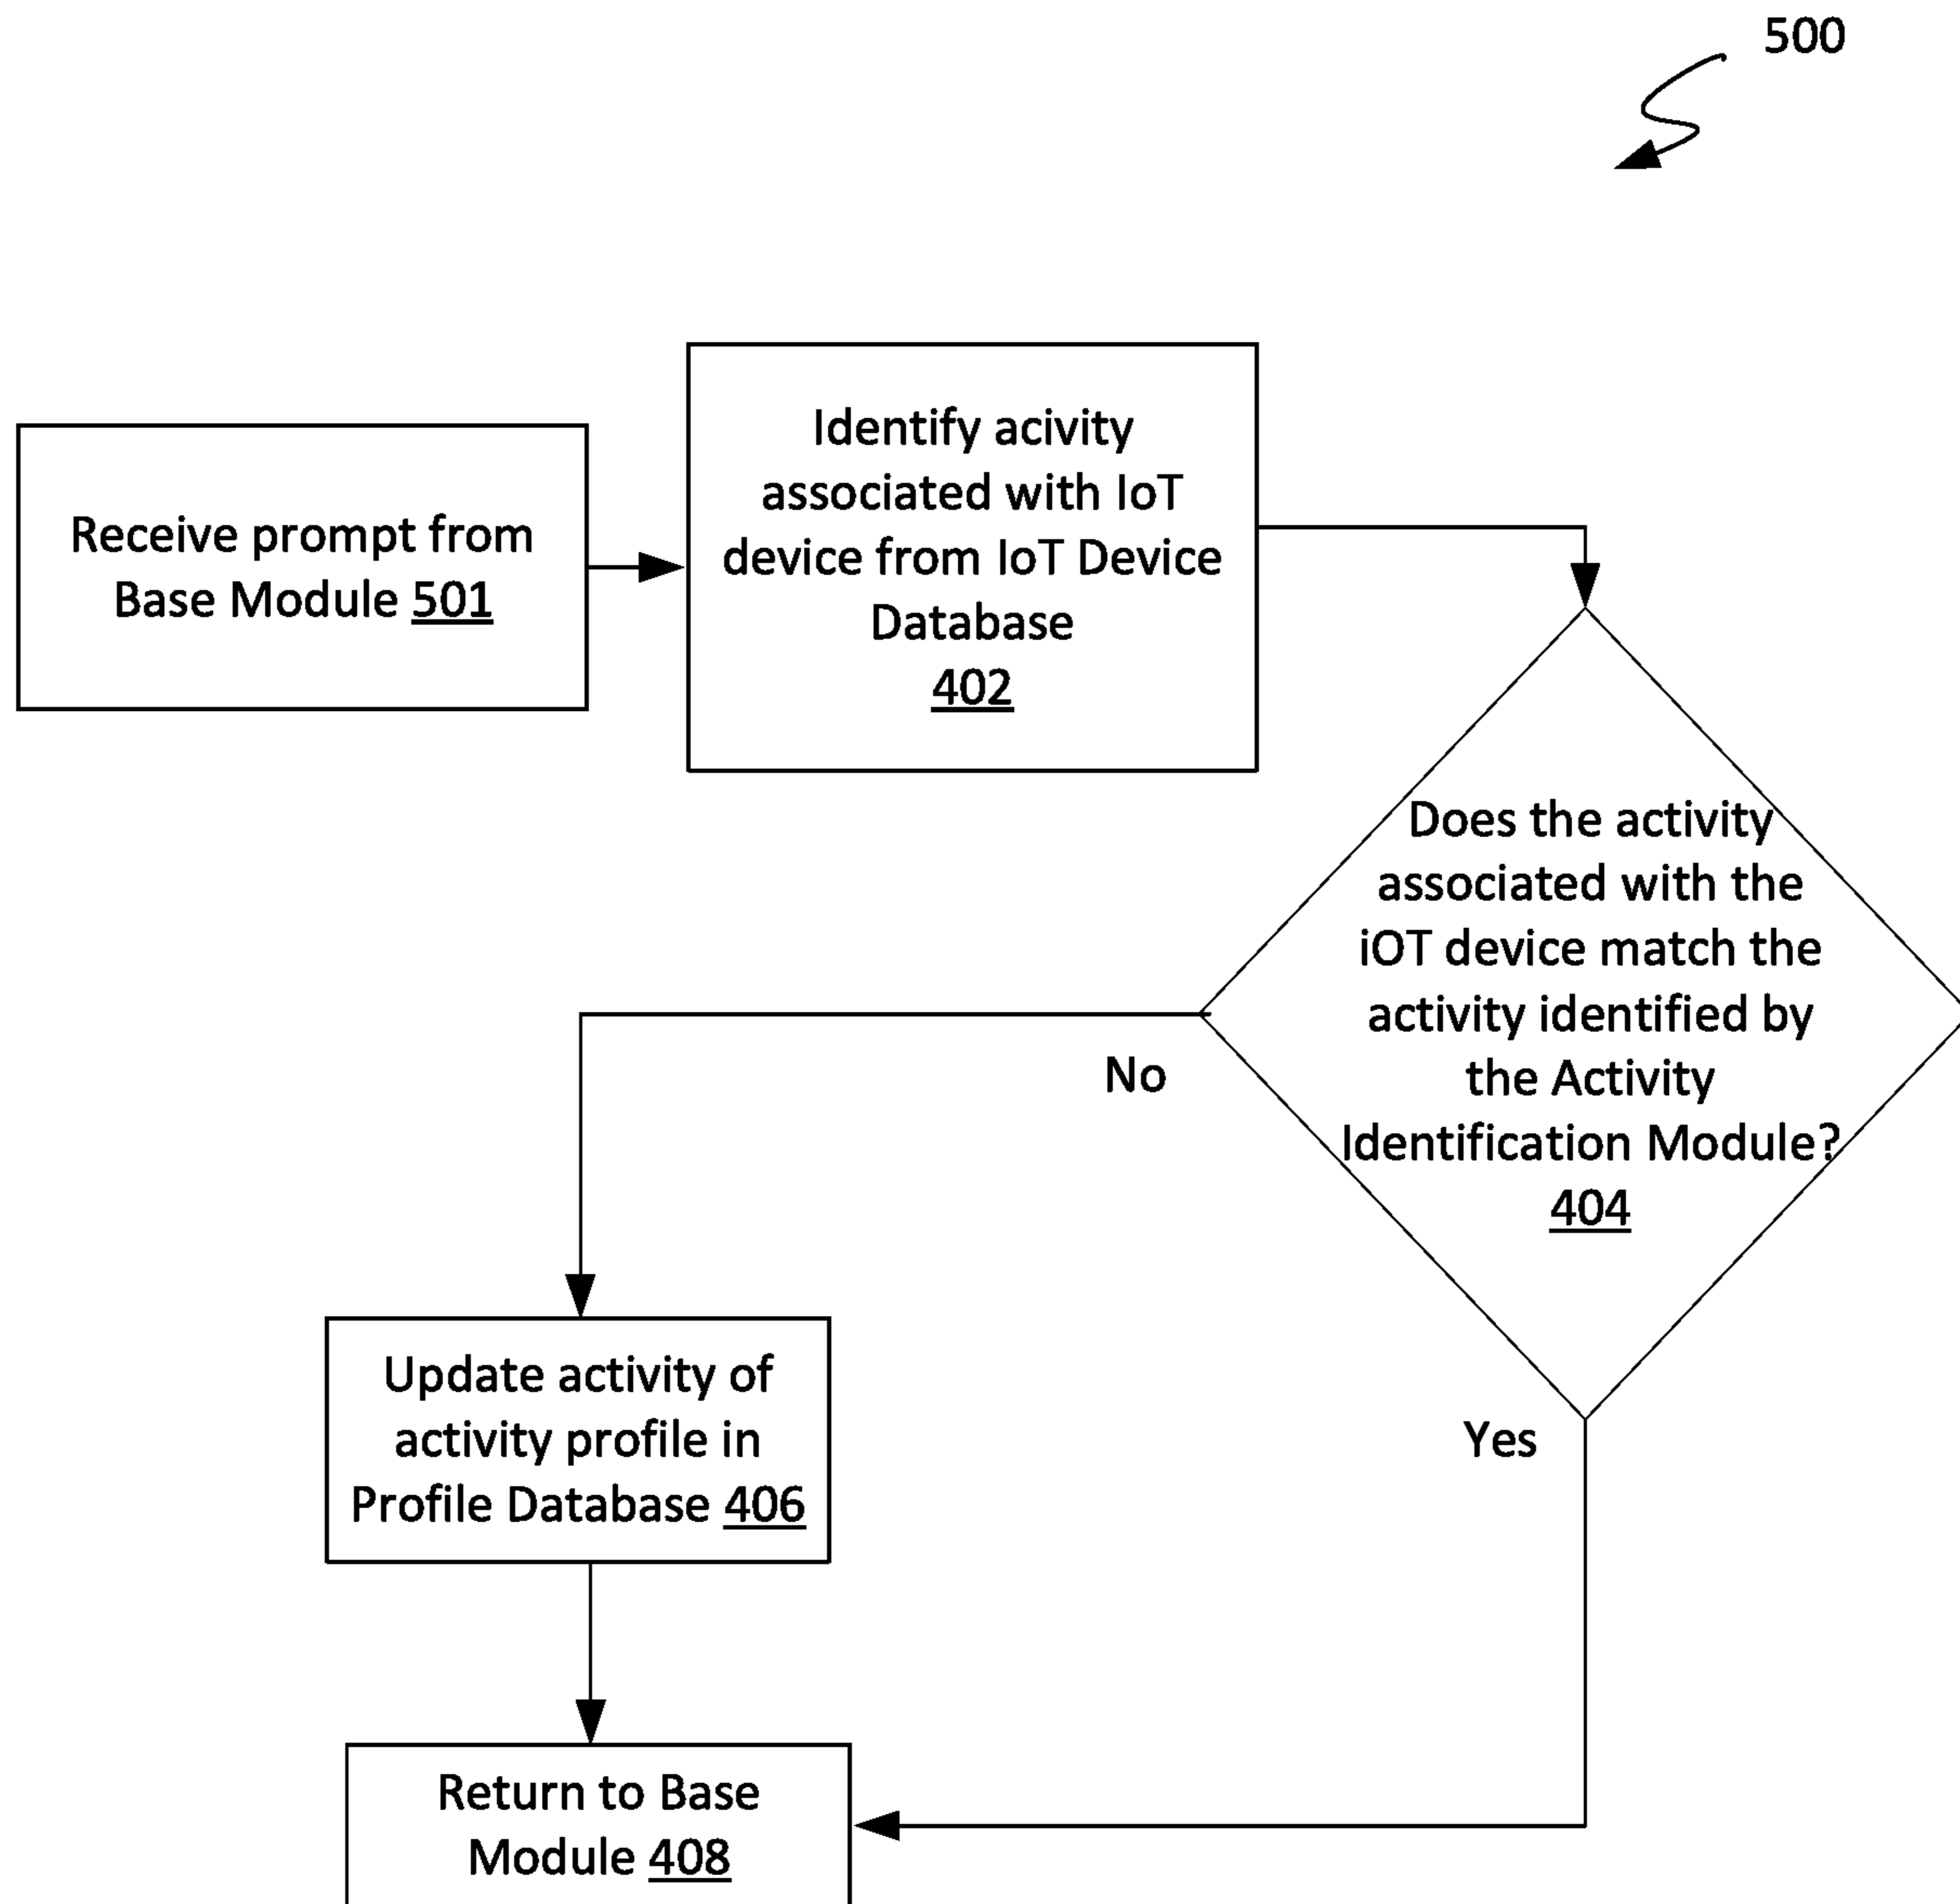 500
Receive prompt from
Base Module 501
Identify acivity
associated with IoT
device from IoT Device
Database
402
Does the activity
associated with the
iOT device match the
activity identified by
the Activity
Identification Module?
404
No
Yes
Update activity of
activity profile in
Profile Database 406
Return to Base
Module 408